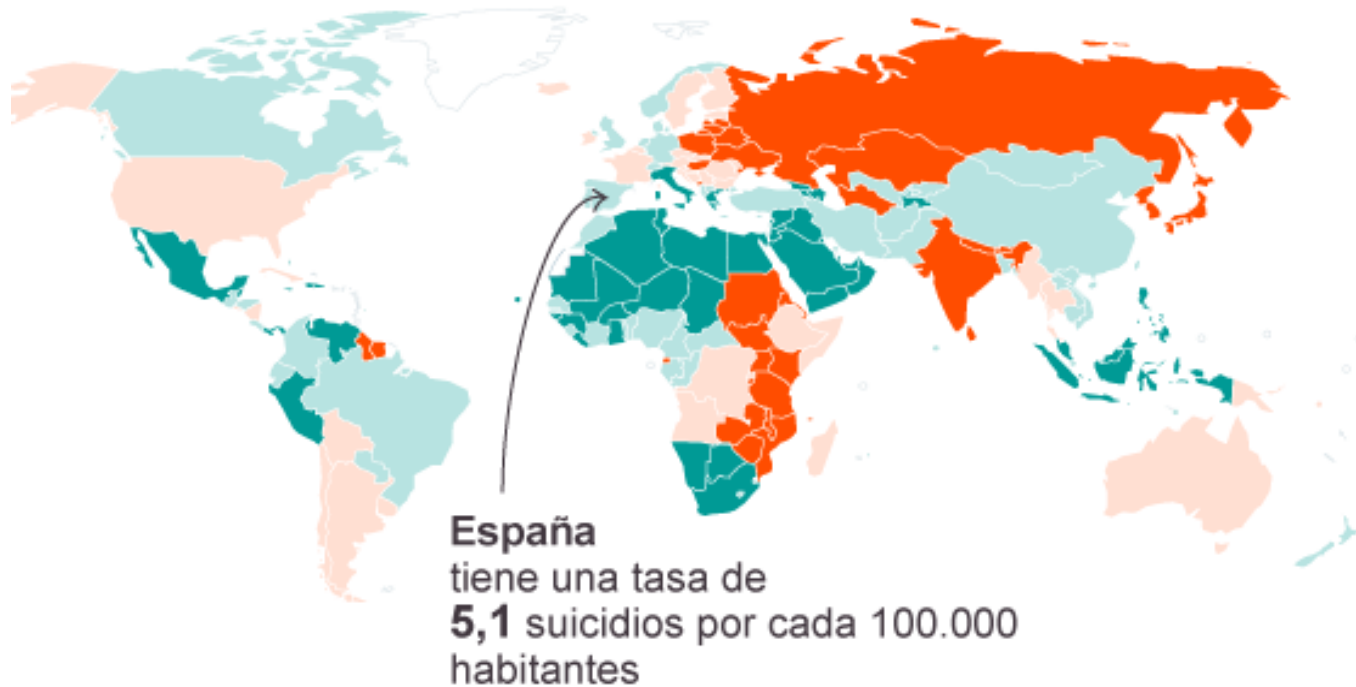 España
tiene una tasa de
5,1 suicidios por cada 100.000
habitantes